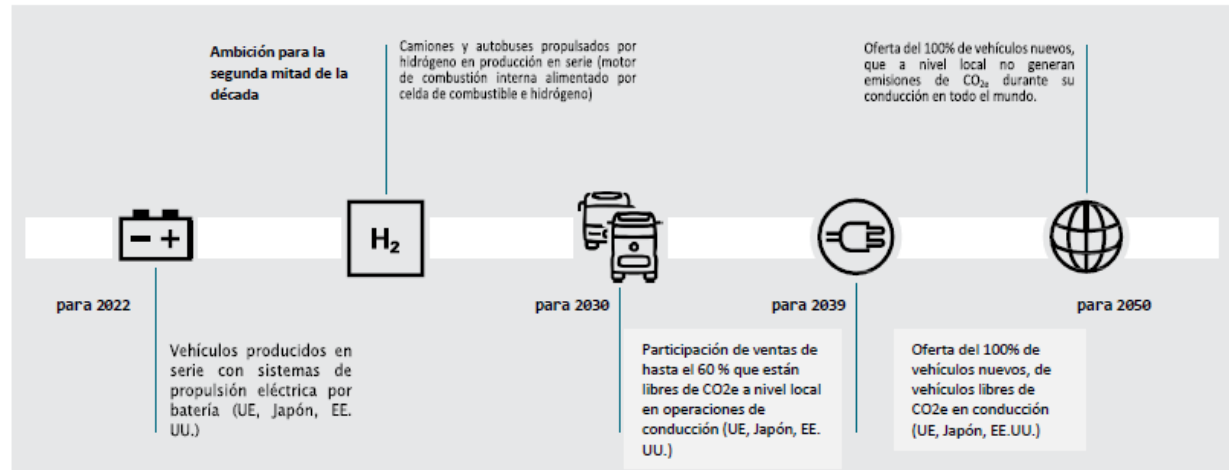 Ambición para la
segunda mitad de la
década
Camiones y autobuses propulsados por
hidrógeno en producción en serie (motor
de combustión interna alimentado por
celda de combustible e hidrógeno)
Oferta del 100% de vehículos nuevos,
que a nivel local no generan
emisiones de CO₂ₑ durante su
conducción en todo el mundo.
H₂
para 2022
para 2030
para 2039
para 2050
Vehículos producidos en
serie con sistemas de
propulsión eléctrica por
batería (UE, Japón, EE.
UU.)
Participación de ventas de
hasta el 60 % que están
libres de CO2e a nivel local
en operaciones de
conducción (UE, Japón, EE.
UU.)
Oferta del 100% de
vehículos nuevos, de
vehículos libres de
CO2e en conducción
(UE, Japón, EE.UU.)